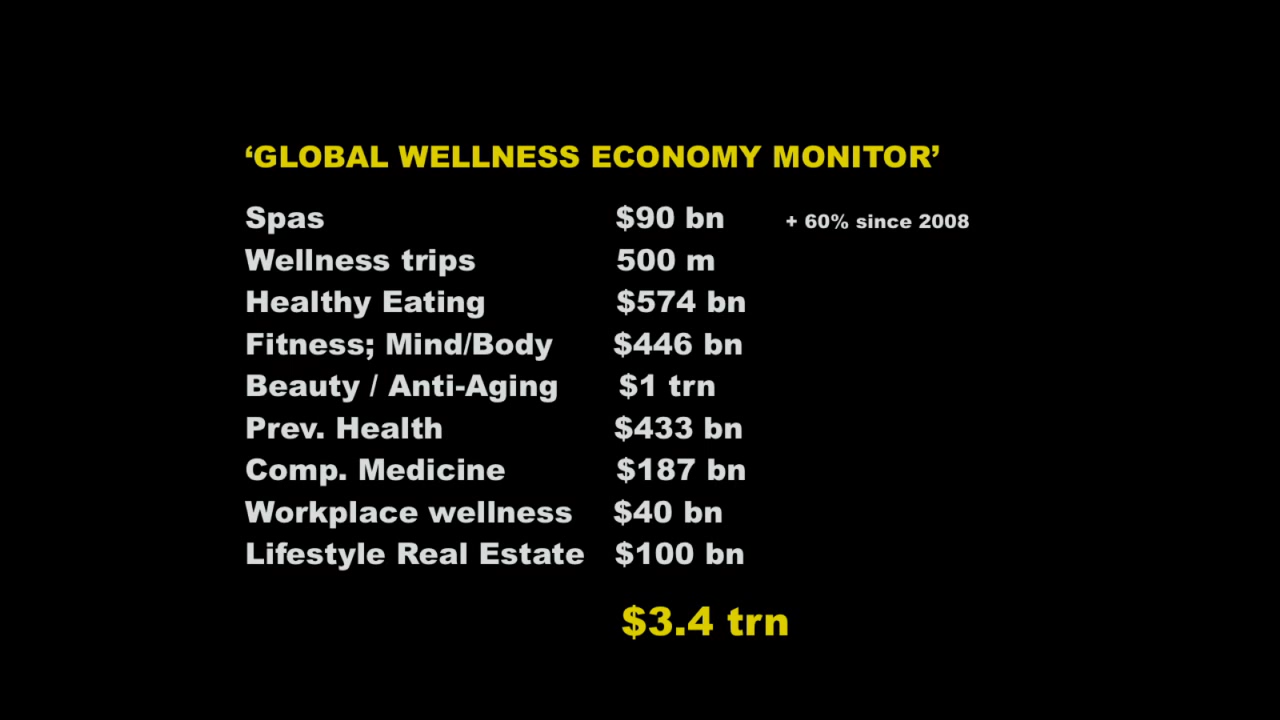 ‘GLOBAL WELLNESS ECONOMY MONITOR’
Spas $90 bn + 60% since 2008
Wellness trips 500 m
Healthy Eating $574 bn
Fitness; Mind/Body $446 bn
Beauty / Anti-Aging $1 trn
Prev. Health $433 bn
Comp. Medicine $187 bn
Workplace wellness $40 bn
Lifestyle Real Estate $100 bn
$3.4 trn